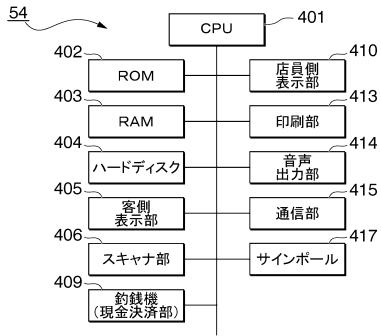 54
CPU
401
402
ROM
410
店員側
表示部
403
RAM
413
印刷部
404
ハードディスク
414
音声
出力部
405
客側
表示部
415
通信部
406
スキャナ部
417
サインポール
409
釣銭機
(現金決済部)